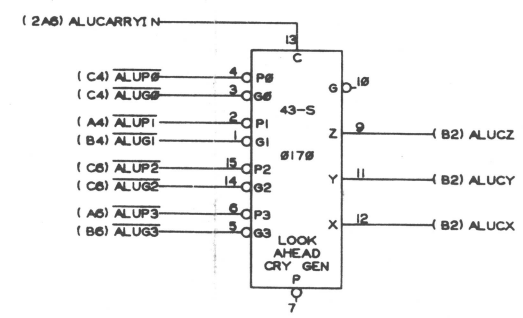 (2A6) ALUCARRYIN
13
C
(C4) ALUPØ 4 PØ
G 10
(C4) ALUGØ 3 GØ
43-S
(A4) ALUP1 2 P1
Z 9 (B2) ALUCZ
(B4) ALUG1 1 G1
Ø17Ø
(C6) ALUP2 15 P2
Y 11 (B2) ALUCY
(C6) ALUG2 14 G2
(A6) ALUP3 6 P3
X 12 (B2) ALUCX
(B6) ALUG3 5 G3
LOOK
AHEAD
CRY GEN
P
7